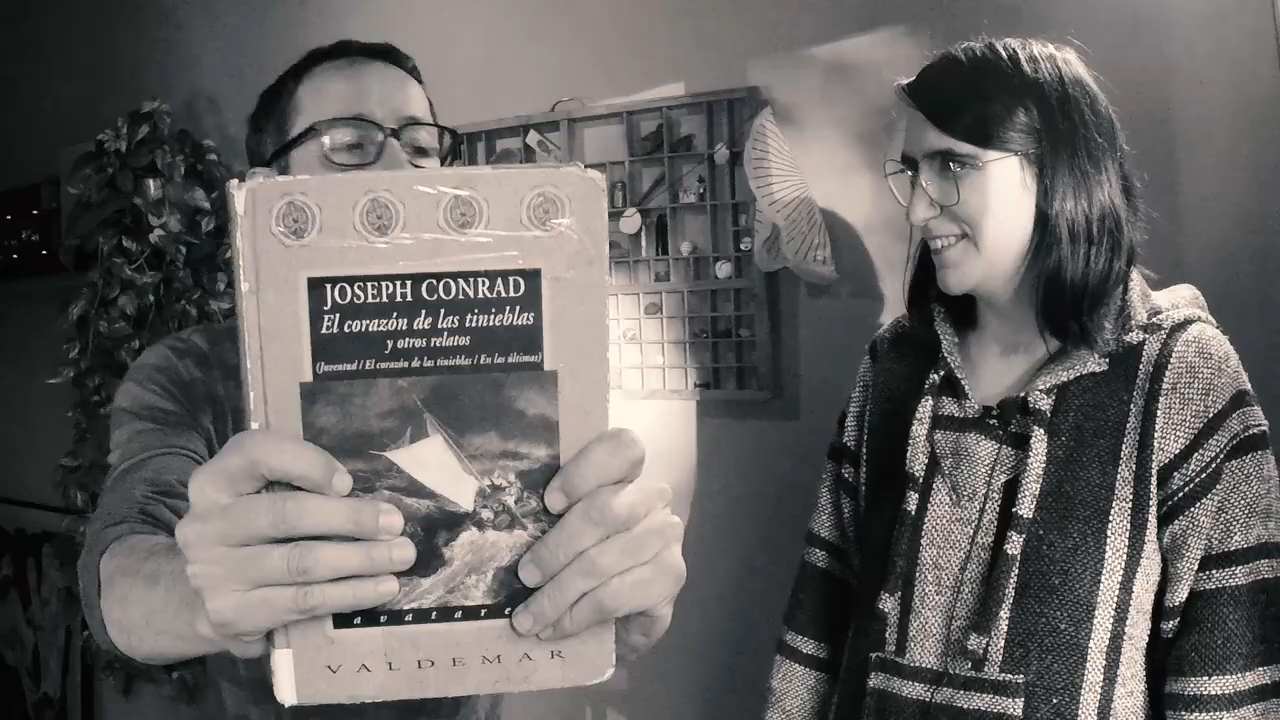 JOSEPH CONRAD
El corazón de las tinieblas
y otros relatos
(Juventud / El corazón de las tinieblas / En las últimas)
avatare
VALDEMAR